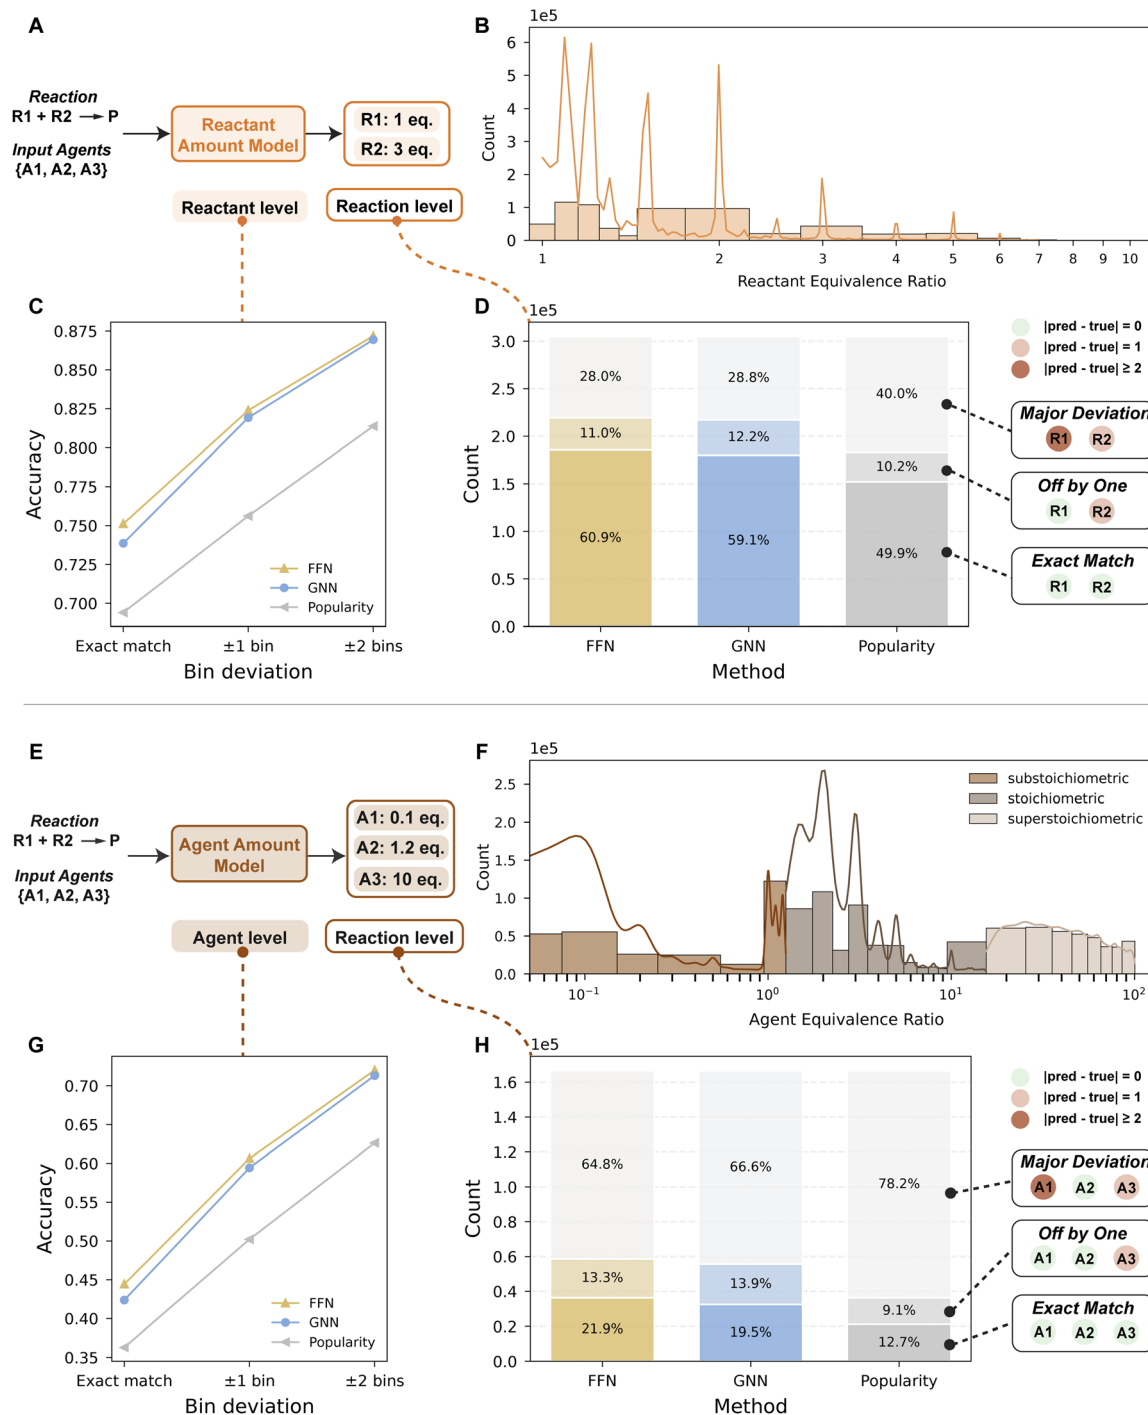 A
Reaction
R1 + R2 → P
Input Agents
{A1, A2, A3}
Reactant
Amount Model
R1: 1 eq.
R2: 3 eq.
Reactant level
Reaction level
B
1e5
6
5
4
3
2
1
0
Count
1
2
3
4
5
6
7
8
9
10
Reactant Equivalence Ratio
C
0.875
0.850
0.825
0.800
0.775
0.750
0.725
0.700
Accuracy
FFN
GNN
Popularity
Exact match
±1 bin
±2 bins
Bin deviation
D
1e5
3.0
2.5
2.0
1.5
1.0
0.5
0.0
Count
28.0%
28.8%
40.0%
11.0%
12.2%
10.2%
60.9%
59.1%
49.9%
FFN
GNN
Popularity
Method
|pred - true| = 0
|pred - true| = 1
|pred - true| ≥ 2
Major Deviation
R1 R2
Off by One
R1 R2
Exact Match
R1 R2
E
Reaction
R1 + R2 → P
Input Agents
{A1, A2, A3}
Agent Amount
Model
A1: 0.1 eq.
A2: 1.2 eq.
A3: 10 eq.
Agent level
Reaction level
F
1e5
2.5
2.0
1.5
1.0
0.5
0.0
Count
substoichiometric
stoichiometric
superstoichiometric
10⁻¹
10⁰
10¹
10²
Agent Equivalence Ratio
G
0.70
0.65
0.60
0.55
0.50
0.45
0.40
0.35
Accuracy
FFN
GNN
Popularity
Exact match
±1 bin
±2 bins
Bin deviation
H
1e5
1.6
1.4
1.2
1.0
0.8
0.6
0.4
0.2
0.0
Count
64.8%
66.6%
78.2%
13.3%
13.9%
9.1%
21.9%
19.5%
12.7%
FFN
GNN
Popularity
Method
|pred - true| = 0
|pred - true| = 1
|pred - true| ≥ 2
Major Deviation
A1 A2 A3
Off by One
A1 A2 A3
Exact Match
A1 A2 A3